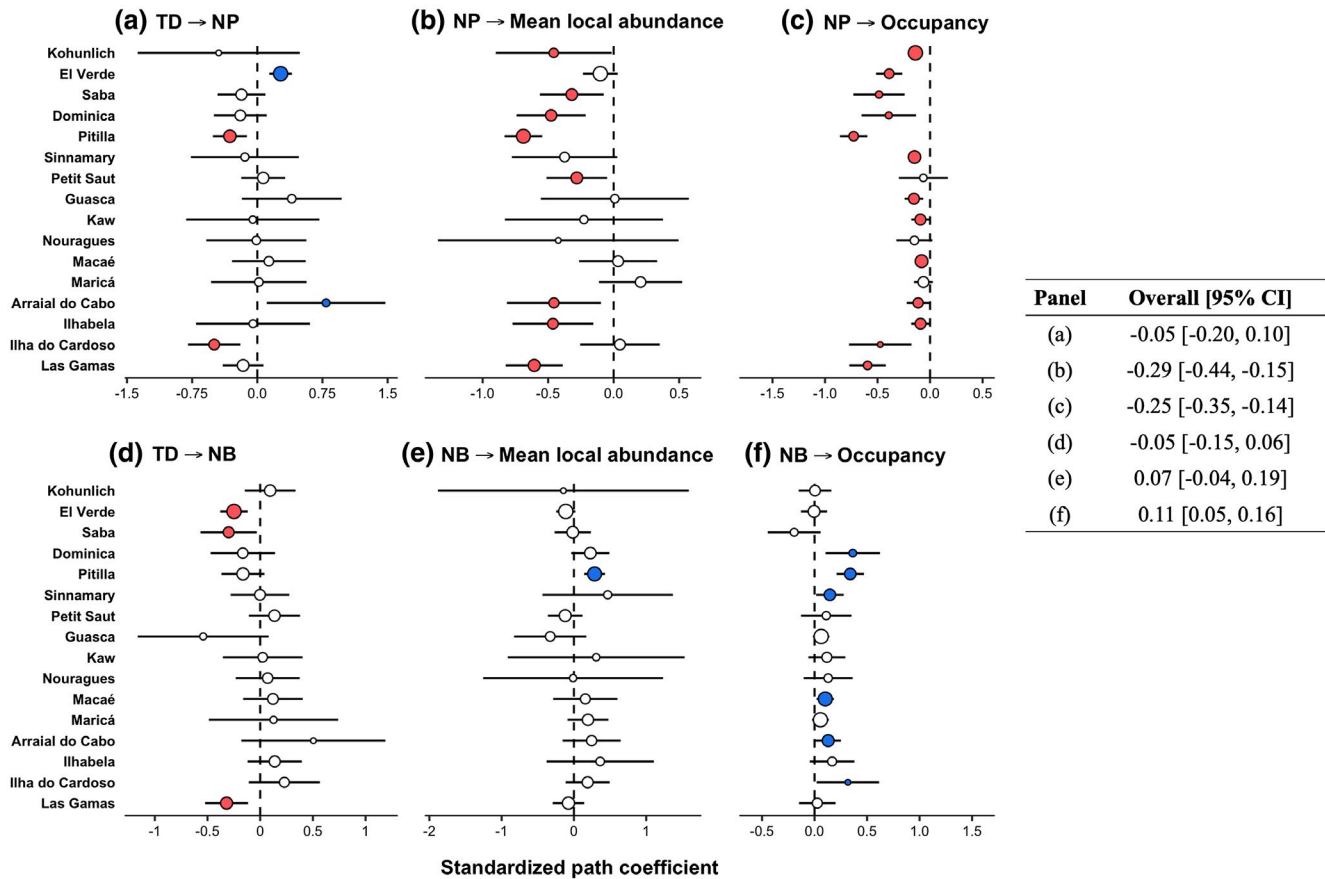 (a) TD → NP
(b) NP → Mean local abundance
(c) NP → Occupancy
Kohunlich
El Verde
Saba
Dominica
Pitilla
Sinnamary
Petit Saut
Guasca
Kaw
Nouragues
Macaé
Maricá
Arraial do Cabo
Ilhabela
Ilha do Cardoso
Las Gamas
-1.5 -0.75 0.0 0.75 1.5
-1.0 -0.5 0.0 0.5
-1.5 -1.0 -0.5 0.0 0.5
Panel Overall [95% CI]
(a) -0.05 [-0.20, 0.10]
(b) -0.29 [-0.44, -0.15]
(c) -0.25 [-0.35, -0.14]
(d) -0.05 [-0.15, 0.06]
(e) 0.07 [-0.04, 0.19]
(f) 0.11 [0.05, 0.16]
(d) TD → NB
(e) NB → Mean local abundance
(f) NB → Occupancy
Kohunlich
El Verde
Saba
Dominica
Pitilla
Sinnamary
Petit Saut
Guasca
Kaw
Nouragues
Macaé
Maricá
Arraial do Cabo
Ilhabela
Ilha do Cardoso
Las Gamas
-1 -0.5 0 0.5 1
-2 -1 0 1
-0.5 0.0 0.5 1.0 1.5
Standardized path coefficient